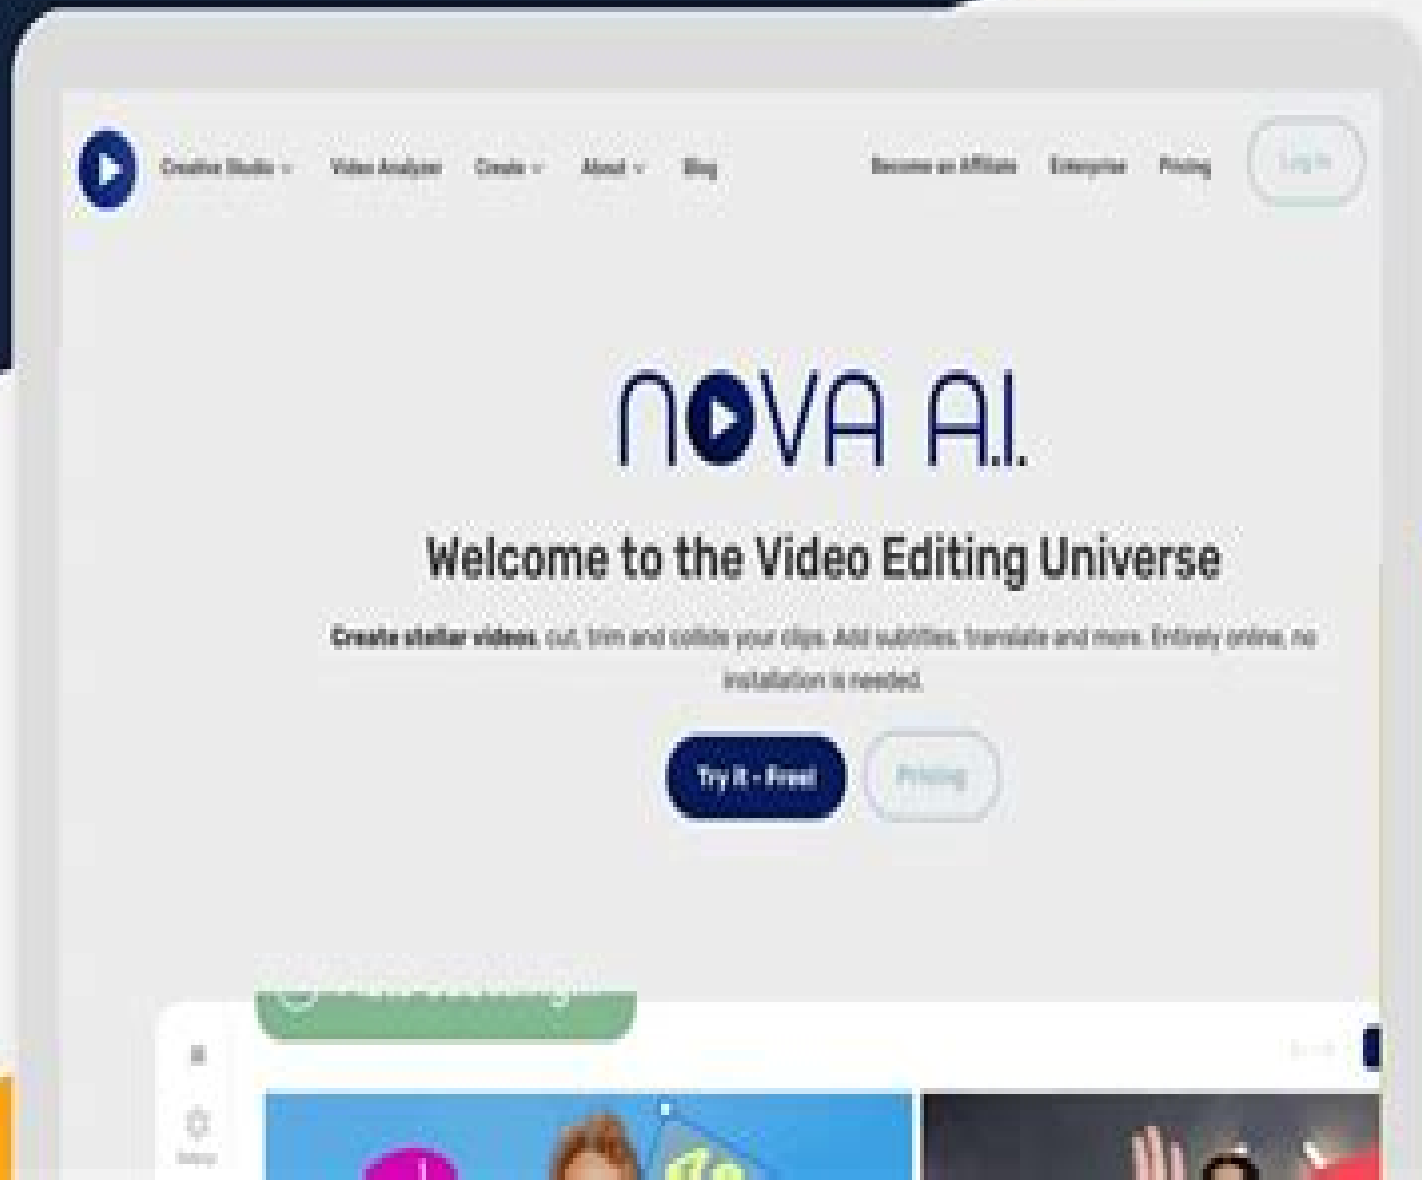 Creative Studio Video Analyzer Create About Blog Become an Affiliate Enterprise Pricing Log in
NOVA A.I.
Welcome to the Video Editing Universe
Create stellar videos, cut, trim and collide your clips. Add subtitles, translate and more. Entirely online, no
installation is needed.
Try it - Free! Pricing